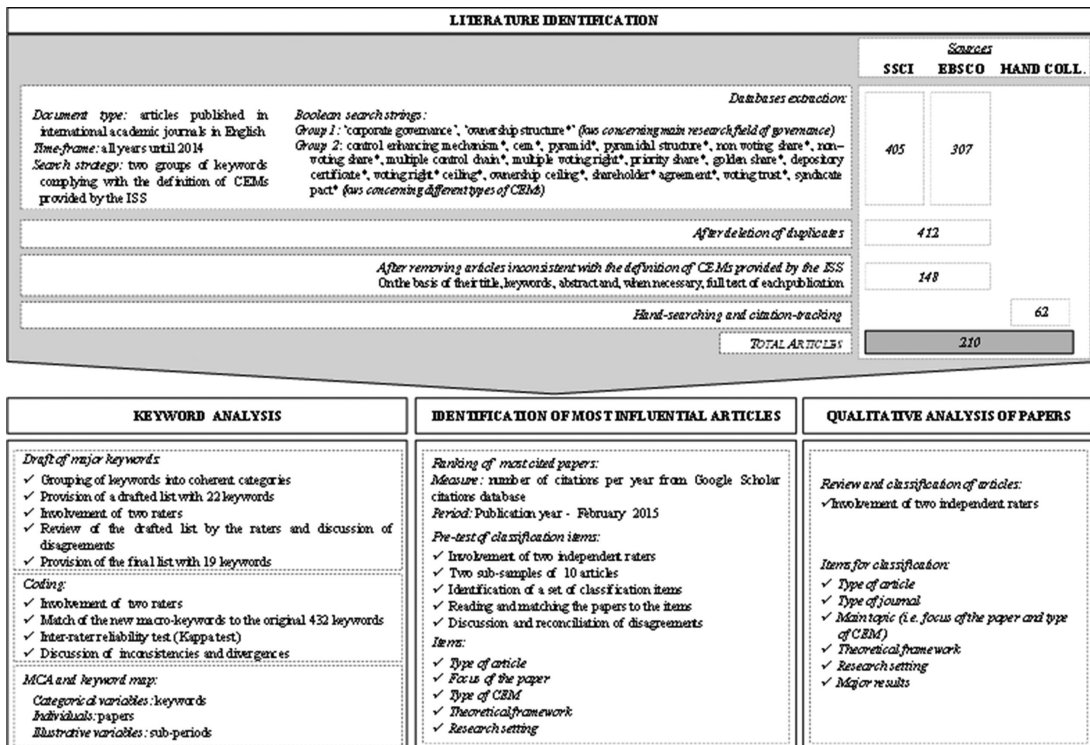 LITERATURE IDENTIFICATION
Sources
SSCI EBSCO HAND COLL.
Databases extraction:
Document type: articles published in
international academic journals in English
Time-frame: all years until 2014
Search strategy: two groups of keywords
complying with the definition of CEMs
provided by the ISS
Boolean search strings:
Group 1: 'corporate governance', 'ownership structure*' (kws concerning main research field of governance)
Group 2: control enhancing mechanism*, cem*, pyramid*, pyramidal structure*, non voting share*, non-
voting share*, multiple control chain*, multiple voting right*, priority share*, golden share*, depository
certificate*, voting right* ceiling*, ownership ceiling*, shareholder* agreement*, voting trust*, syndicate
pact* (kws concerning different types of CEMs)
405 307
After deletion of duplicates
412
After removing articles inconsistent with the definition of CEMs provided by the ISS
On the basis of their title, keywords, abstract and, when necessary, full text of each publication
148
Hand-searching and citation-tracking
62
TOTAL ARTICLES
210
KEYWORD ANALYSIS
Draft of major keywords:
✓ Grouping of keywords into coherent categories
✓ Provision of a drafted list with 22 keywords
✓ Involvement of two raters
✓ Review of the drafted list by the raters and discussion of
disagreements
✓ Provision of the final list with 19 keywords
Coding:
✓ Involvement of two raters
✓ Match of the new macro-keywords to the original 432 keywords
✓ Inter-rater reliability test (Kappa test)
✓ Discussion of inconsistencies and divergences
MCA and keyword map:
Categorical variables: keywords
Individuals: papers
Illustrative variables: sub-periods
IDENTIFICATION OF MOST INFLUENTIAL ARTICLES
Ranking of most cited papers:
Measure: number of citations per year from Google Scholar
citations database
Period: Publication year - February 2015
Pre-test of classification items:
✓ Involvement of two independent raters
✓ Two sub-samples of 10 articles
✓ Identification of a set of classification items
✓ Reading and matching the papers to the items
✓ Discussion and reconciliation of disagreements
Items:
✓ Type of article
✓ Focus of the paper
✓ Type of CEM
✓ Theoretical framework
✓ Research setting
QUALITATIVE ANALYSIS OF PAPERS
Review and classification of articles:
✓ Involvement of two independent raters
Items for classification:
✓ Type of article
✓ Type of journal
✓ Main topic (i.e. focus of the paper and type
of CEM)
✓ Theoretical framework
✓ Research setting
✓ Major results